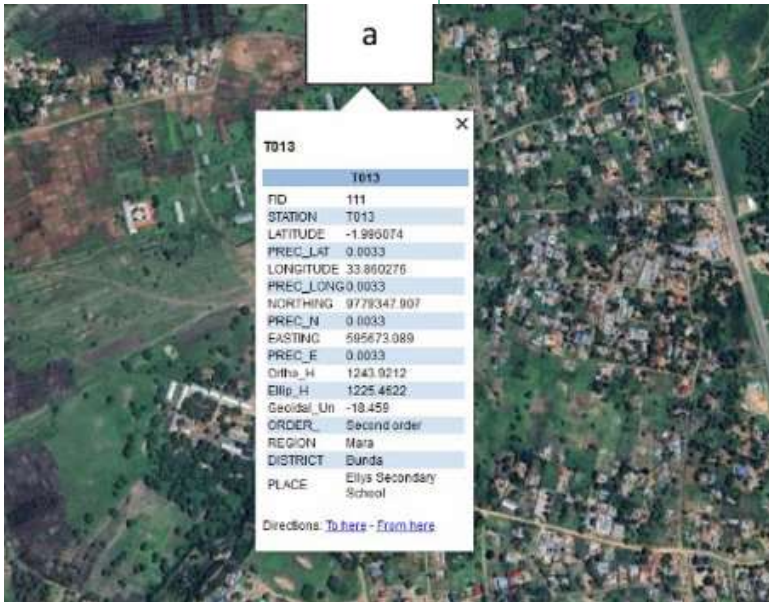 a
T013
T013
FID 111
STATION T013
LATITUDE -1.996074
PREC_LAT 0.0033
LONGITUDE 33.860276
PREC_LONG 0.0033
NORTHING 9779347.907
PREC_N 0.0033
EASTING 595673.089
PREC_E 0.0033
Ortho_H 1243.9212
Ellip_H 1225.4622
Geoidal_Un -18.459
ORDER_ Second order
REGION Mara
DISTRICT Bunda
PLACE Ellys Secondary
School
Directions: To here - From here